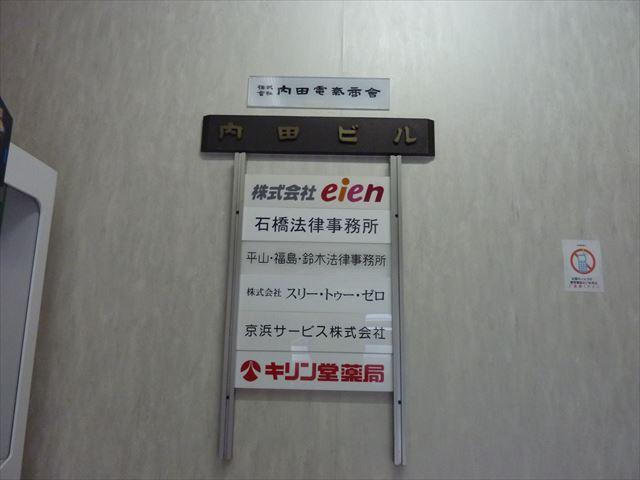 株式会社 内田電気商会
内田ビル
株式会社 eien
石橋法律事務所
平山・福島・鈴木法律事務所
株式会社 スリー・トゥー・ゼロ
京浜サービス株式会社
キリン堂薬局